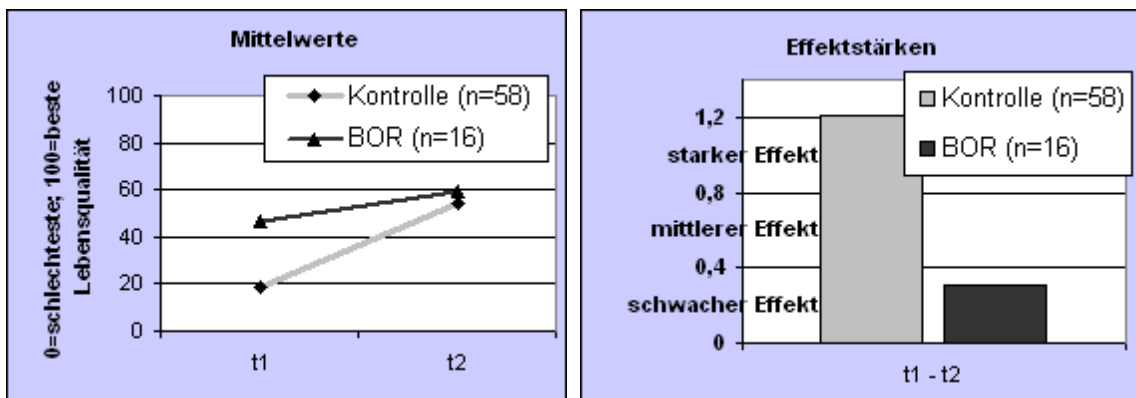 Mittelwerte
0=schlechteste; 100=beste
Lebensqualität
100
80
60
40
20
0
Kontrolle (n=58)
BOR (n=16)
t1
t2
Effektstärken
1,2
starker Effekt
0,8
mittlerer Effekt
0,4
schwacher Effekt
0
Kontrolle (n=58)
BOR (n=16)
t1 - t2